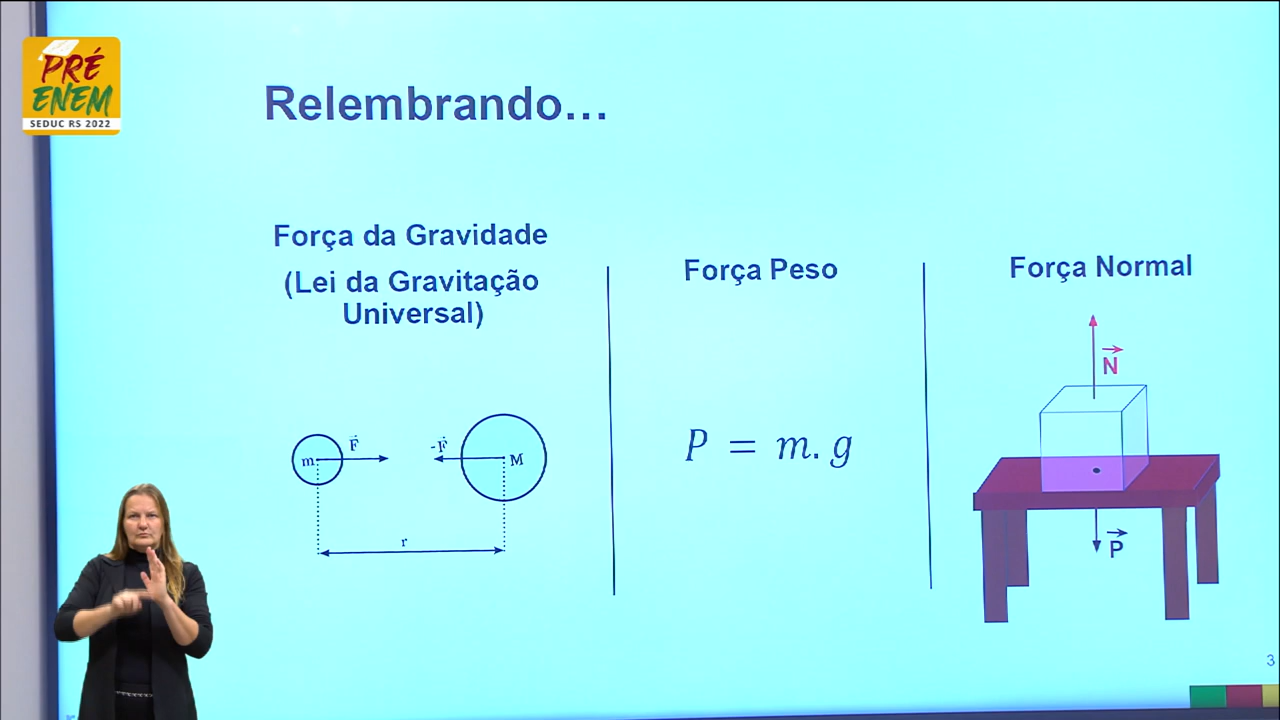 PRÉ
ENEM
SEDUC RS 2022
Relembrando...
Força da Gravidade
(Lei da Gravitação
Universal)
m
F
-F
M
r
Força Peso
P = m. g
Força Normal
N
P
3